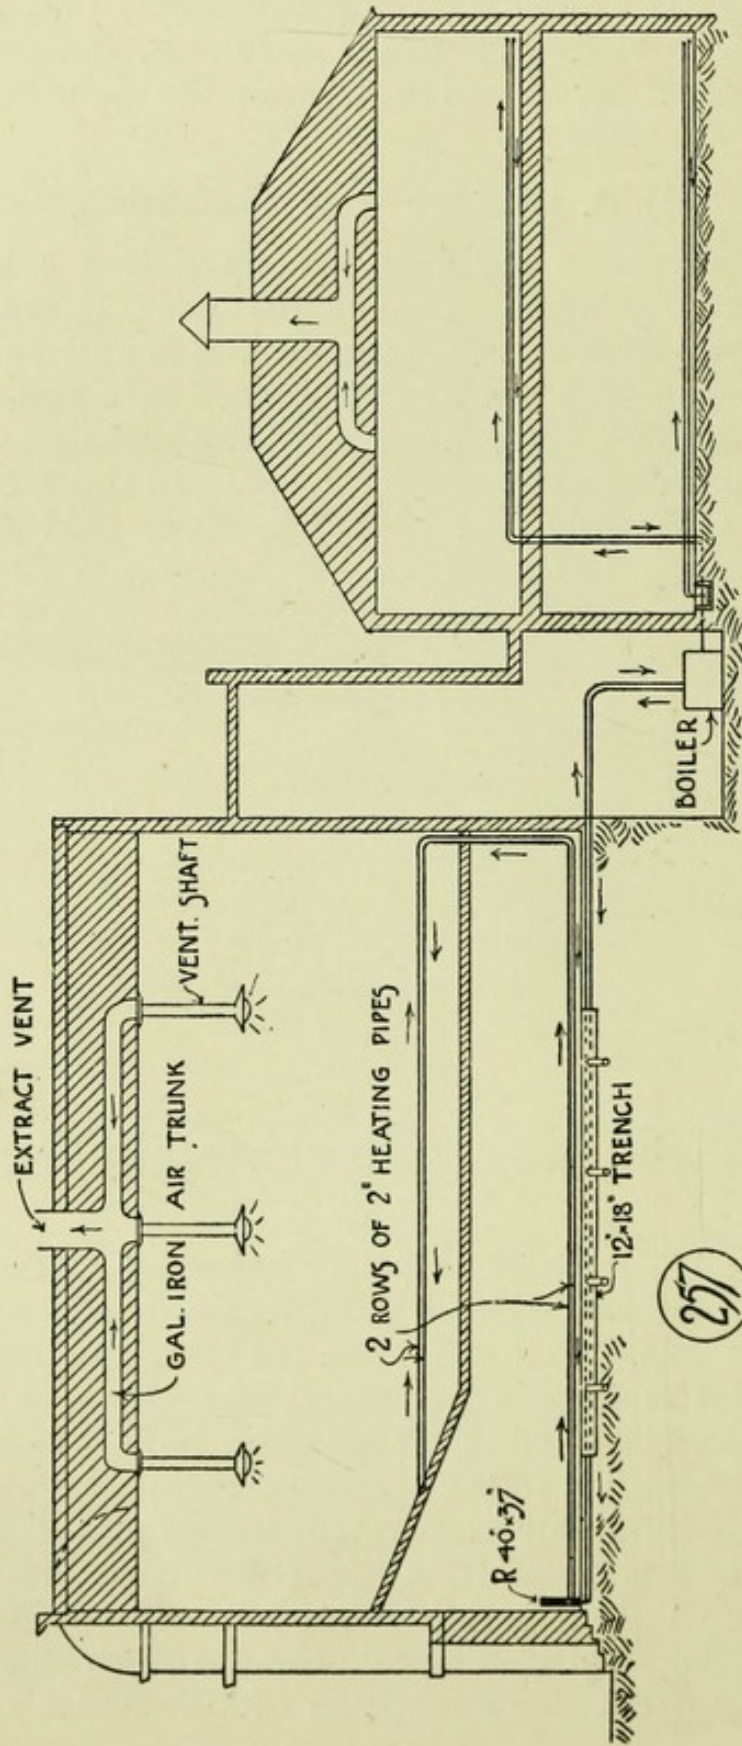 EXTRACT VENT
VENT. SHAFT
GAL. IRON AIR TRUNK
2 ROWS OF 2" HEATING PIPES
BOILER
R 40×37"
12"×18" TRENCH
257